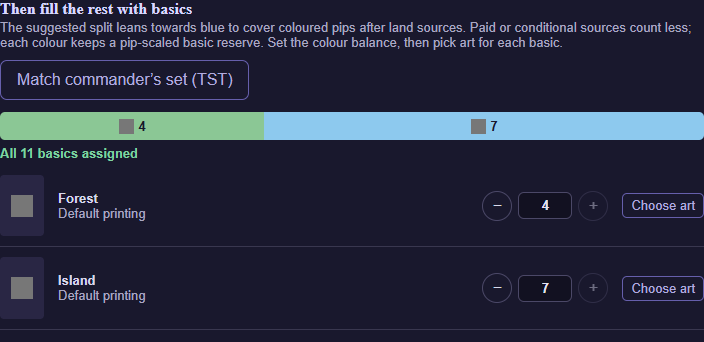 Then fill the rest with basics
The suggested split leans towards blue to cover coloured pips after land sources. Paid or conditional sources count less;
each colour keeps a pip-scaled basic reserve. Set the colour balance, then pick art for each basic.
Match commander's set (TST)
4 7
All 11 basics assigned
Forest
Default printing
− 4 + Choose art
Island
Default printing
− 7 + Choose art